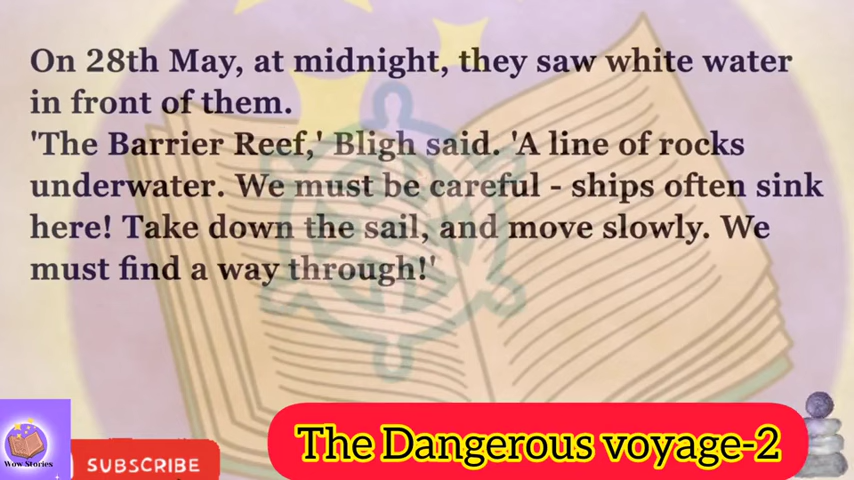 On 28th May, at midnight, they saw white water
in front of them.
'The Barrier Reef,' Bligh said. 'A line of rocks
underwater. We must be careful - ships often sink
here! Take down the sail, and move slowly. We
must find a way through!'
The Dangerous voyage-2
Wow Stories
SUBSCRIBE